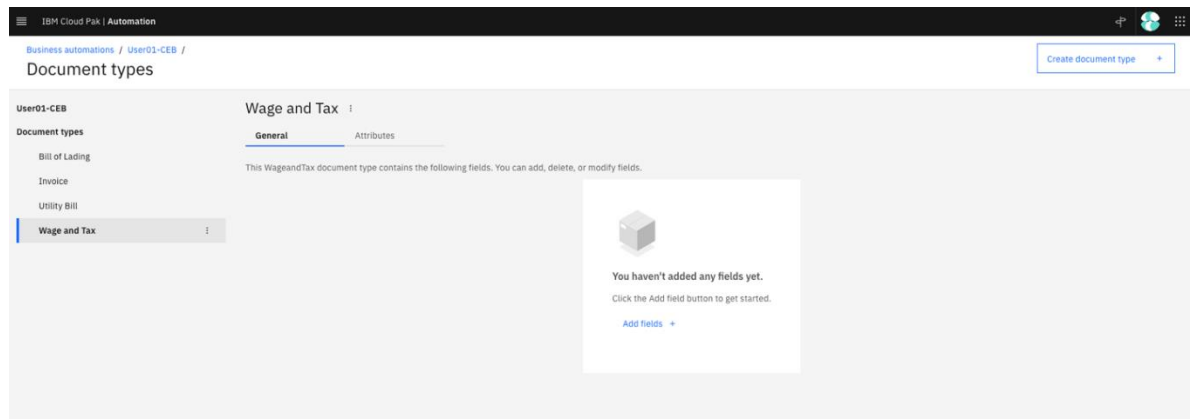 IBM Cloud Pak | Automation
Business automations / User01-CEB /
Document types
Create document type +
User01-CEB
Document types
Bill of Lading
Invoice
Utility Bill
Wage and Tax
Wage and Tax
General Attributes
This WageandTax document type contains the following fields. You can add, delete, or modify fields.
You haven't added any fields yet.
Click the Add field button to get started.
Add fields +